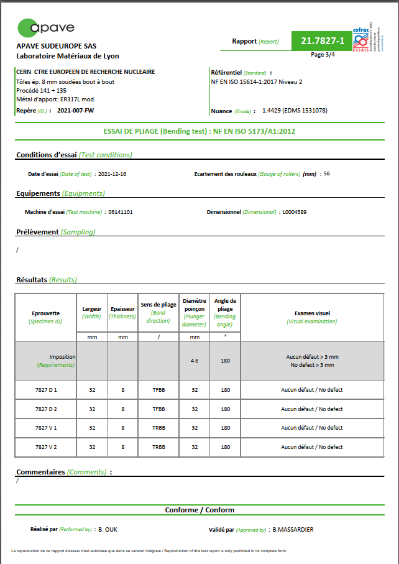 apave
APAVE SUDEUROPE SAS
Laboratoire Matériaux de Lyon
Rapport (Report) 21.7827-1
Page 3/4
cofrac
ESSAIS
CERN CTRE EUROPEEN DE RECHERCHE NUCLEAIRE
Tôles ép. 8 mm soudées bout à bout
Procédé 141 + 135
Métal d'apport: ER317L mod.
Repère (ID.) : 2021-007-FW
Référentiel (Standard) :
NF EN ISO 15614-1:2017 Niveau 2
Nuance (Grade) : 1.4429 (EDMS 1531078)
ESSAI DE PLIAGE (Bending test) : NF EN ISO 5173/A1:2012
Conditions d'essai (Test conditions)
Date d'essai (Date of test) : 2021-12-16 Ecartement des rouleaux (Gauge of rollers) (mm) : 56
Equipements (Equipments)
Machine d'essai (Test machine) : 06141101 Dimensionnel (Dimensional) : L0004589
Prélèvement (Sampling)
/
Résultats (Results)
Eprouvette (Specimen ID) Largeur (Width) Epaisseur (Thickness) Sens de pliage (Bend direction) Diamètre poinçon (Hunger diameter) Angle de pliage (Bending angle) Examen visuel (Visual examination)
mm mm / mm °
Imposition (Requirements) 4·e 180 Aucun défaut > 3 mm
No defect > 3 mm
7827 D 1 32 8 TFBB 32 180 Aucun défaut / No defect
7827 D 2 32 8 TFBB 32 180 Aucun défaut / No defect
7827 V 1 32 8 TRBB 32 180 Aucun défaut / No defect
7827 V 2 32 8 TRBB 32 180 Aucun défaut / No defect
Commentaires (Comments) :
/
Conforme / Conform
Réalisé par (Performed by) : B. OUK Validé par (Approved by) : B.MASSARDIER
La reproduction de ce rapport d'essais n'est autorisée que dans sa version intégrale / Reproduction of this test report is only permitted in its complete form